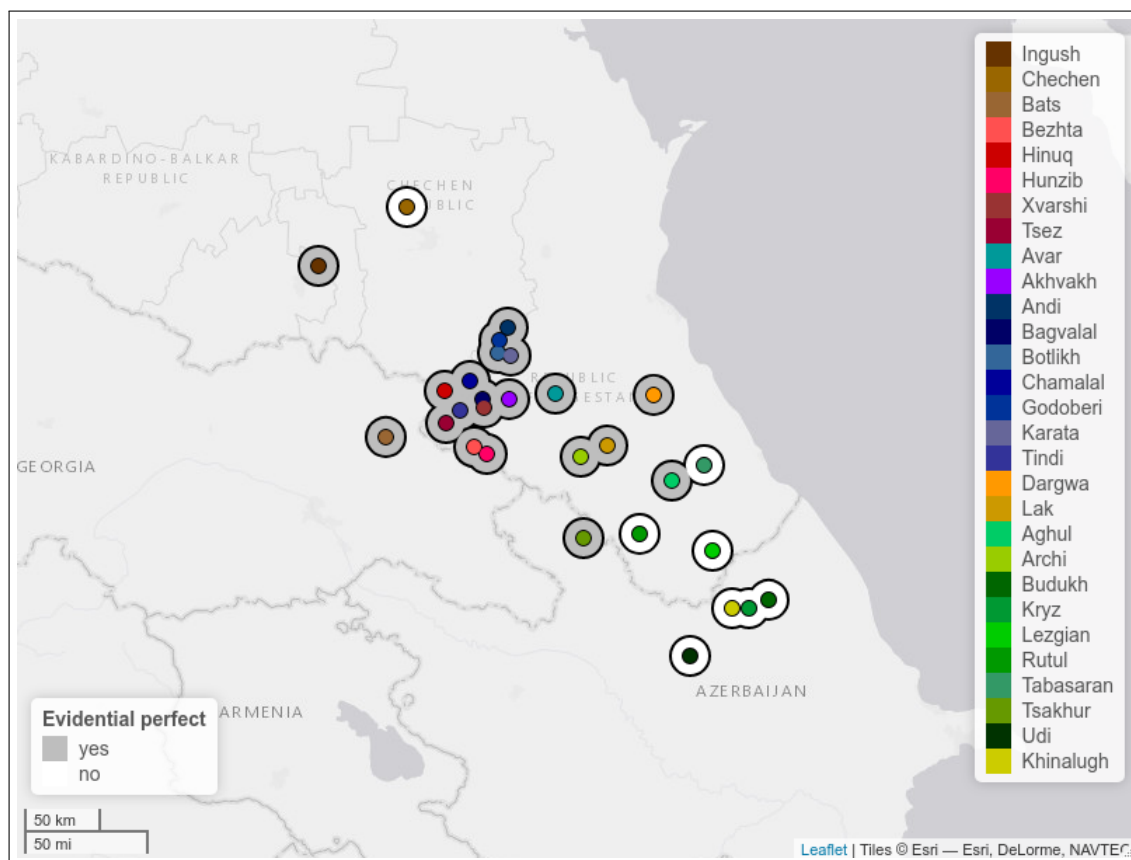 KABARDINO-BALKAR
REPUBLIC
CHECHEN
REPUBLIC
REPUBLIC
DAGESTAN
GEORGIA
ARMENIA
AZERBAIJAN
Ingush
Chechen
Bats
Bezhta
Hinuq
Hunzib
Xvarshi
Tsez
Avar
Akhvakh
Andi
Bagvalal
Botlikh
Chamalal
Godoberi
Karata
Tindi
Dargwa
Lak
Aghul
Archi
Budukh
Kryz
Lezgian
Rutul
Tabasaran
Tsakhur
Udi
Khinalugh
Evidential perfect
yes
no
50 km
50 mi
Leaflet | Tiles © Esri — Esri, DeLorme, NAVTEQ